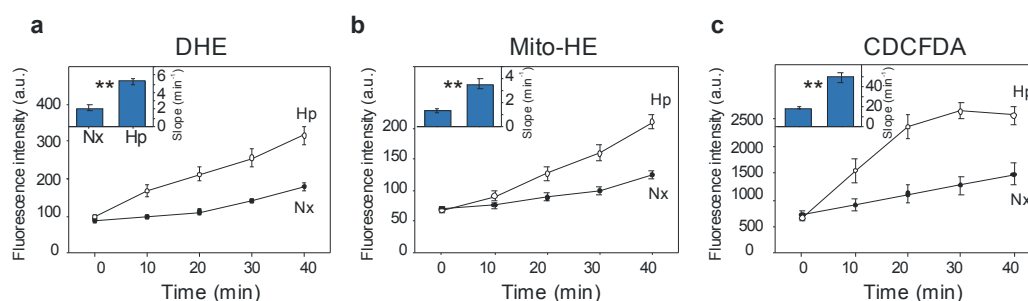 a
DHE
Fluorescence intensity (a.u.)
400
300
200
100
0
**
Nx Hp
6
4
2
0
Slope (min⁻¹)
Hp
Nx
0 10 20 30 40
Time (min)
b
Mito-HE
Fluorescence intensity (a.u.)
200
150
100
50
0
**
4
2
0
Slope (min⁻¹)
Hp
Nx
0 10 20 30 40
Time (min)
c
CDCFDA
Fluorescence intensity (a.u.)
2500
2000
1500
1000
500
0
**
40
20
0
Slope (min⁻¹)
Hp
Nx
0 10 20 30 40
Time (min)